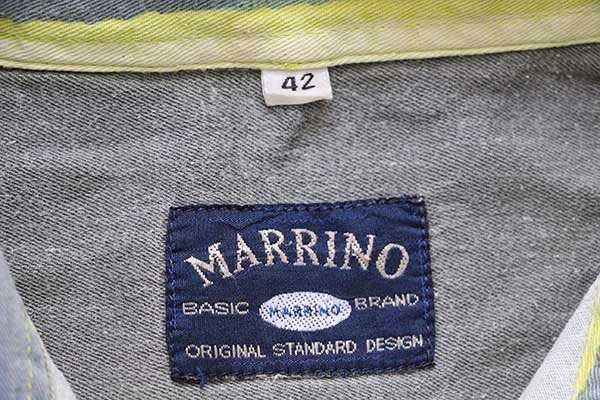 42
MARRINO
BASIC MARRINO BRAND
ORIGINAL STANDARD DESIGN